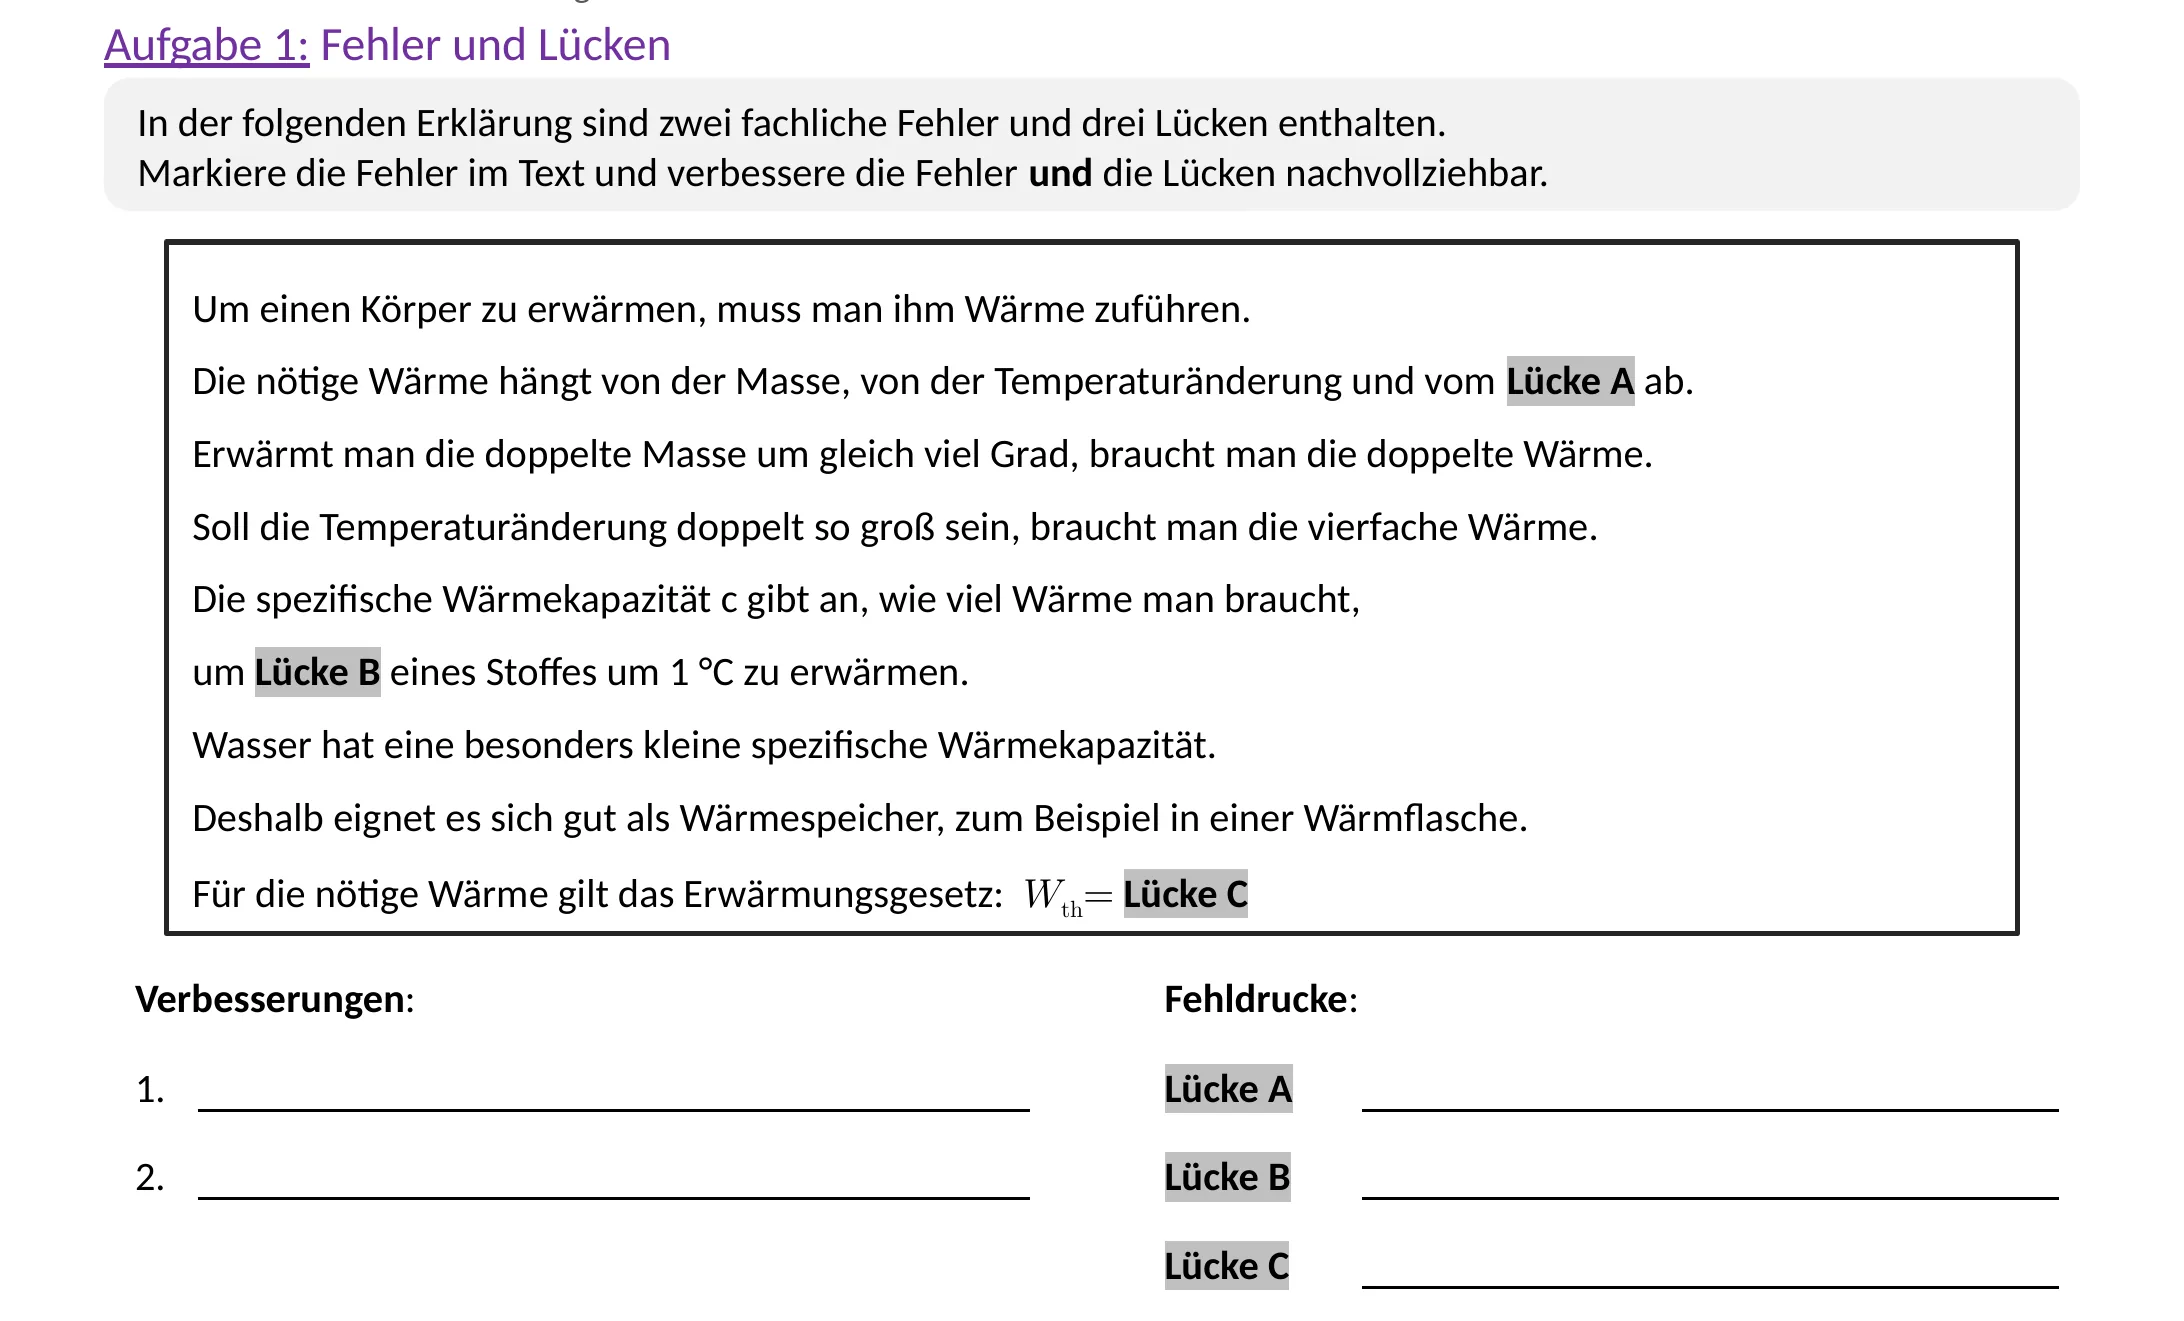 Aufgabe 1: Fehler und Lücken
In der folgenden Erklärung sind zwei fachliche Fehler und drei Lücken enthalten.
Markiere die Fehler im Text und verbessere die Fehler und die Lücken nachvollziehbar.
Um einen Körper zu erwärmen, muss man ihm Wärme zuführen.
Die nötige Wärme hängt von der Masse, von der Temperaturänderung und vom Lücke A ab.
Erwärmt man die doppelte Masse um gleich viel Grad, braucht man die doppelte Wärme.
Soll die Temperaturänderung doppelt so groß sein, braucht man die vierfache Wärme.
Die spezifische Wärmekapazität c gibt an, wie viel Wärme man braucht,
um Lücke B eines Stoffes um 1 °C zu erwärmen.
Wasser hat eine besonders kleine spezifische Wärmekapazität.
Deshalb eignet es sich gut als Wärmespeicher, zum Beispiel in einer Wärmflasche.
Für die nötige Wärme gilt das Erwärmungsgesetz: W_th = Lücke C
Verbesserungen:
1.
2.
Fehldrucke:
Lücke A
Lücke B
Lücke C